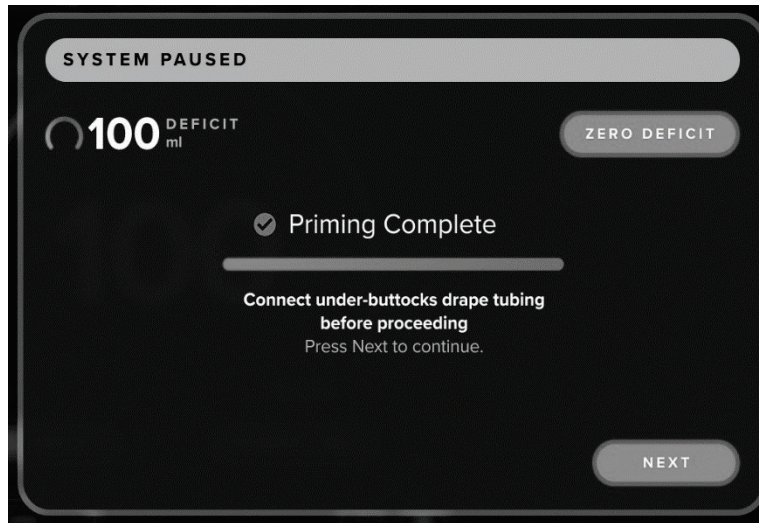 SYSTEM PAUSED
100 DEFICIT
ml
ZERO DEFICIT
Priming Complete
Connect under-buttocks drape tubing
before proceeding
Press Next to continue.
NEXT